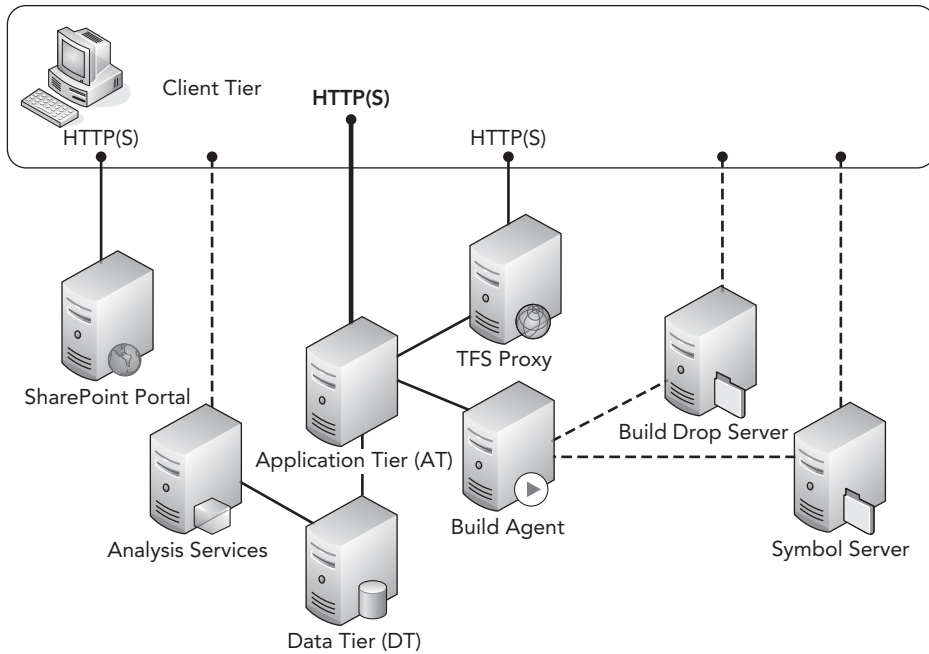 Client Tier
HTTP(S)
HTTP(S)
HTTP(S)
TFS Proxy
SharePoint Portal
Build Drop Server
Application Tier (AT)
Build Agent
Analysis Services
Symbol Server
Data Tier (DT)